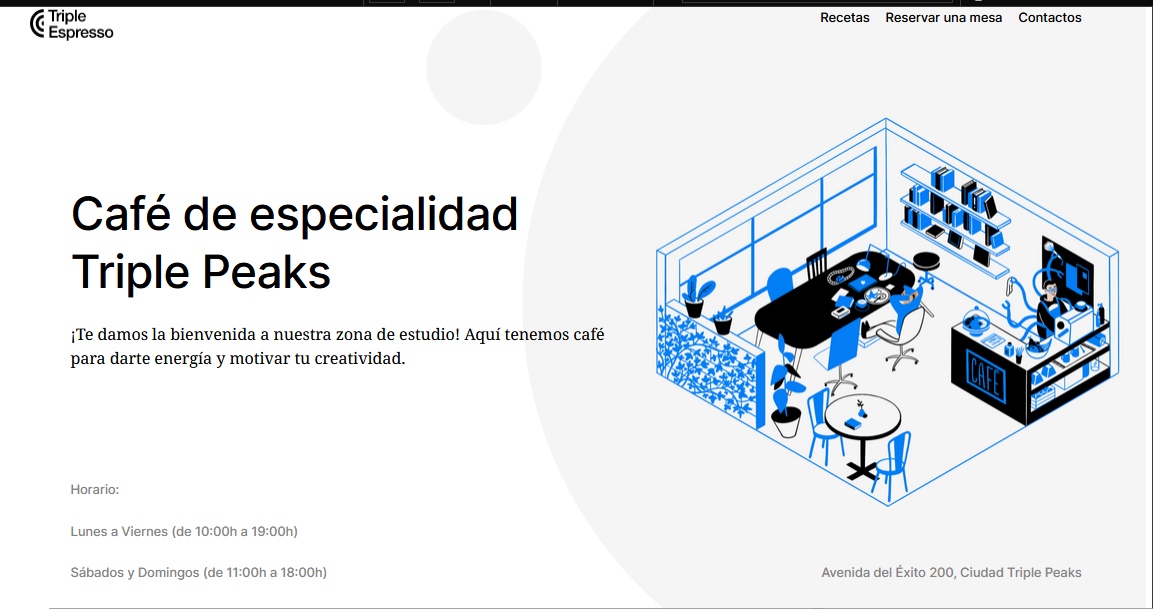 Triple
Espresso
Recetas Reservar una mesa Contactos
Café de especialidad
Triple Peaks
¡Te damos la bienvenida a nuestra zona de estudio! Aquí tenemos café
para darte energía y motivar tu creatividad.
CAFE
Horario:
Lunes a Viernes (de 10:00h a 19:00h)
Sábados y Domingos (de 11:00h a 18:00h)
Avenida del Éxito 200, Ciudad Triple Peaks